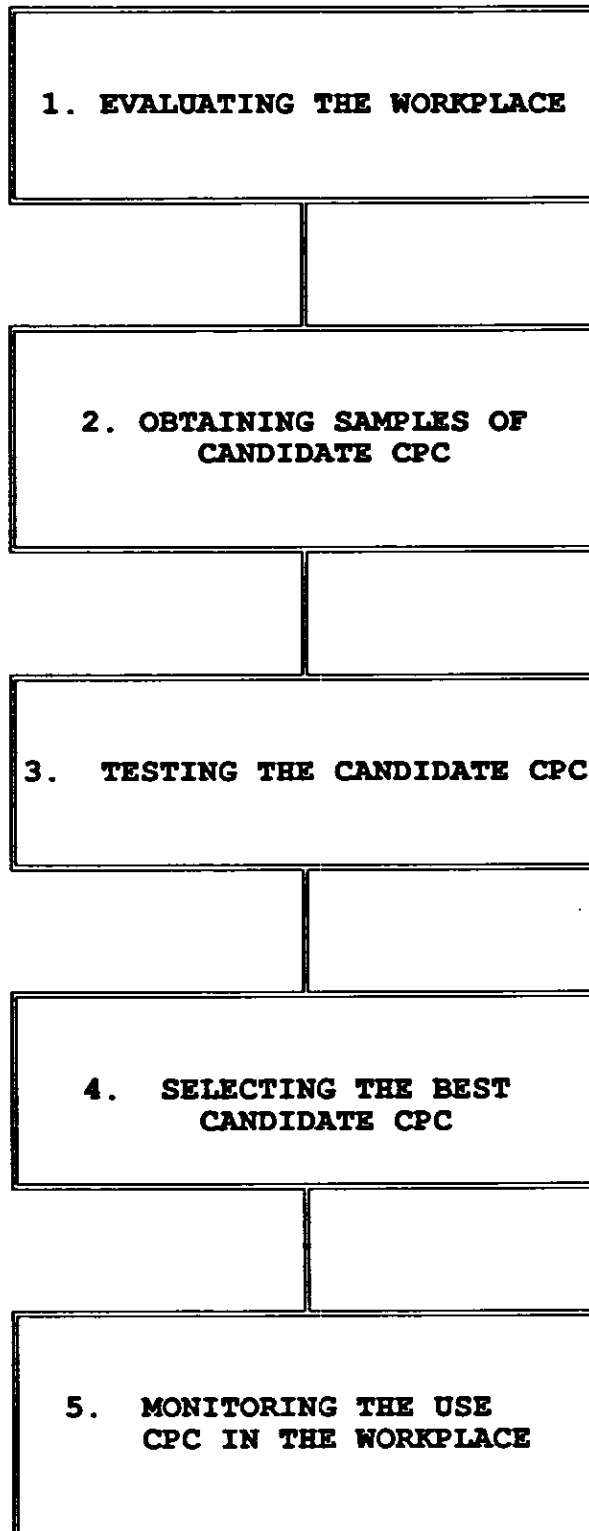 1. EVALUATING THE WORKPLACE
2. OBTAINING SAMPLES OF
CANDIDATE CPC
3. TESTING THE CANDIDATE CPC
4. SELECTING THE BEST
CANDIDATE CPC
5. MONITORING THE USE
CPC IN THE WORKPLACE